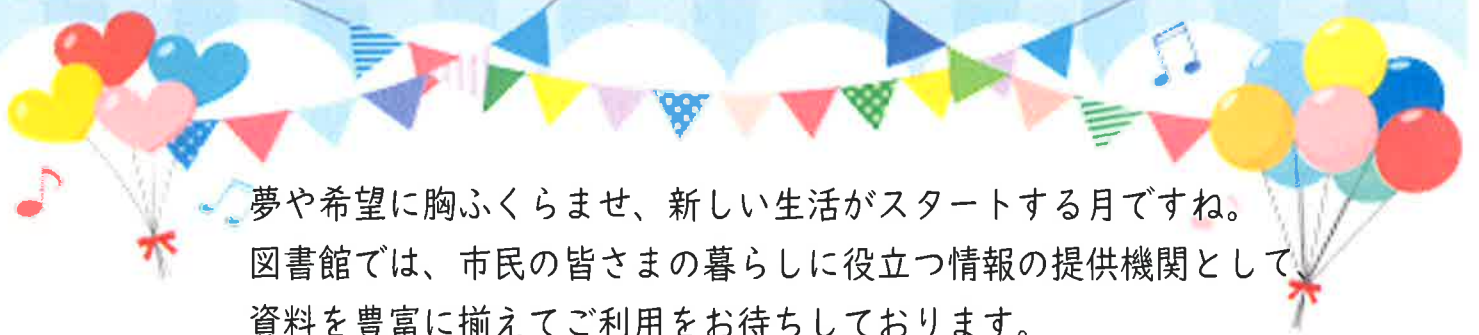 夢や希望に胸ふくらませ、新しい生活がスタートする月ですね。
図書館では、市民の皆さまの暮らしに役立つ情報の提供機関として、
資料を豊富に揃えてご利用をお待ちしております。